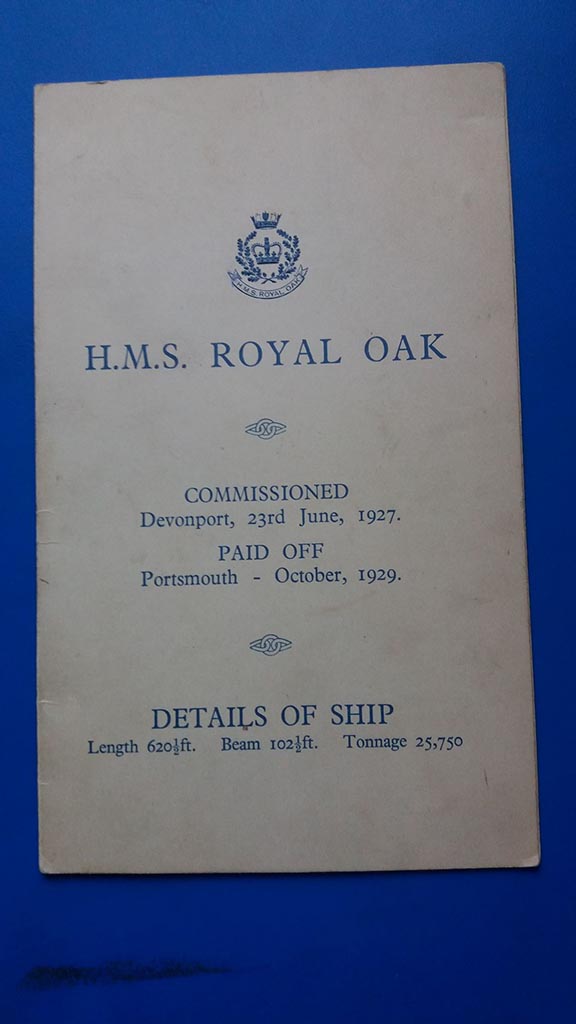 H.M.S. ROYAL OAK
H.M.S. ROYAL OAK
COMMISSIONED
Devonport, 23rd June, 1927.
PAID OFF
Portsmouth - October, 1929.
DETAILS OF SHIP
Length 620½ft. Beam 102½ft. Tonnage 25,750